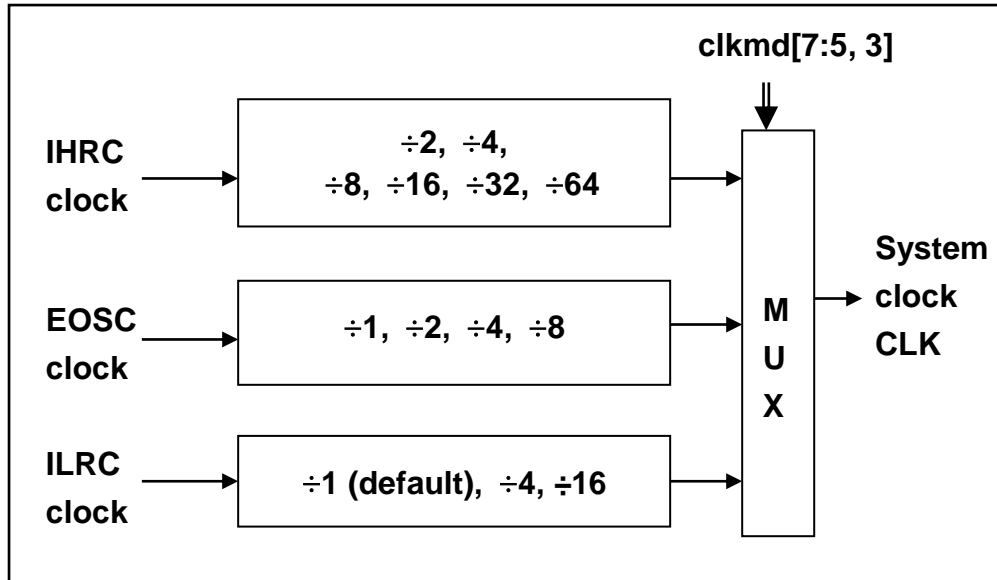 clkmd[7:5, 3]
IHRC
clock
÷2, ÷4,
÷8, ÷16, ÷32, ÷64
EOSC
clock
÷1, ÷2, ÷4, ÷8
ILRC
clock
÷1 (default), ÷4, ÷16
M
U
X
System
clock
CLK